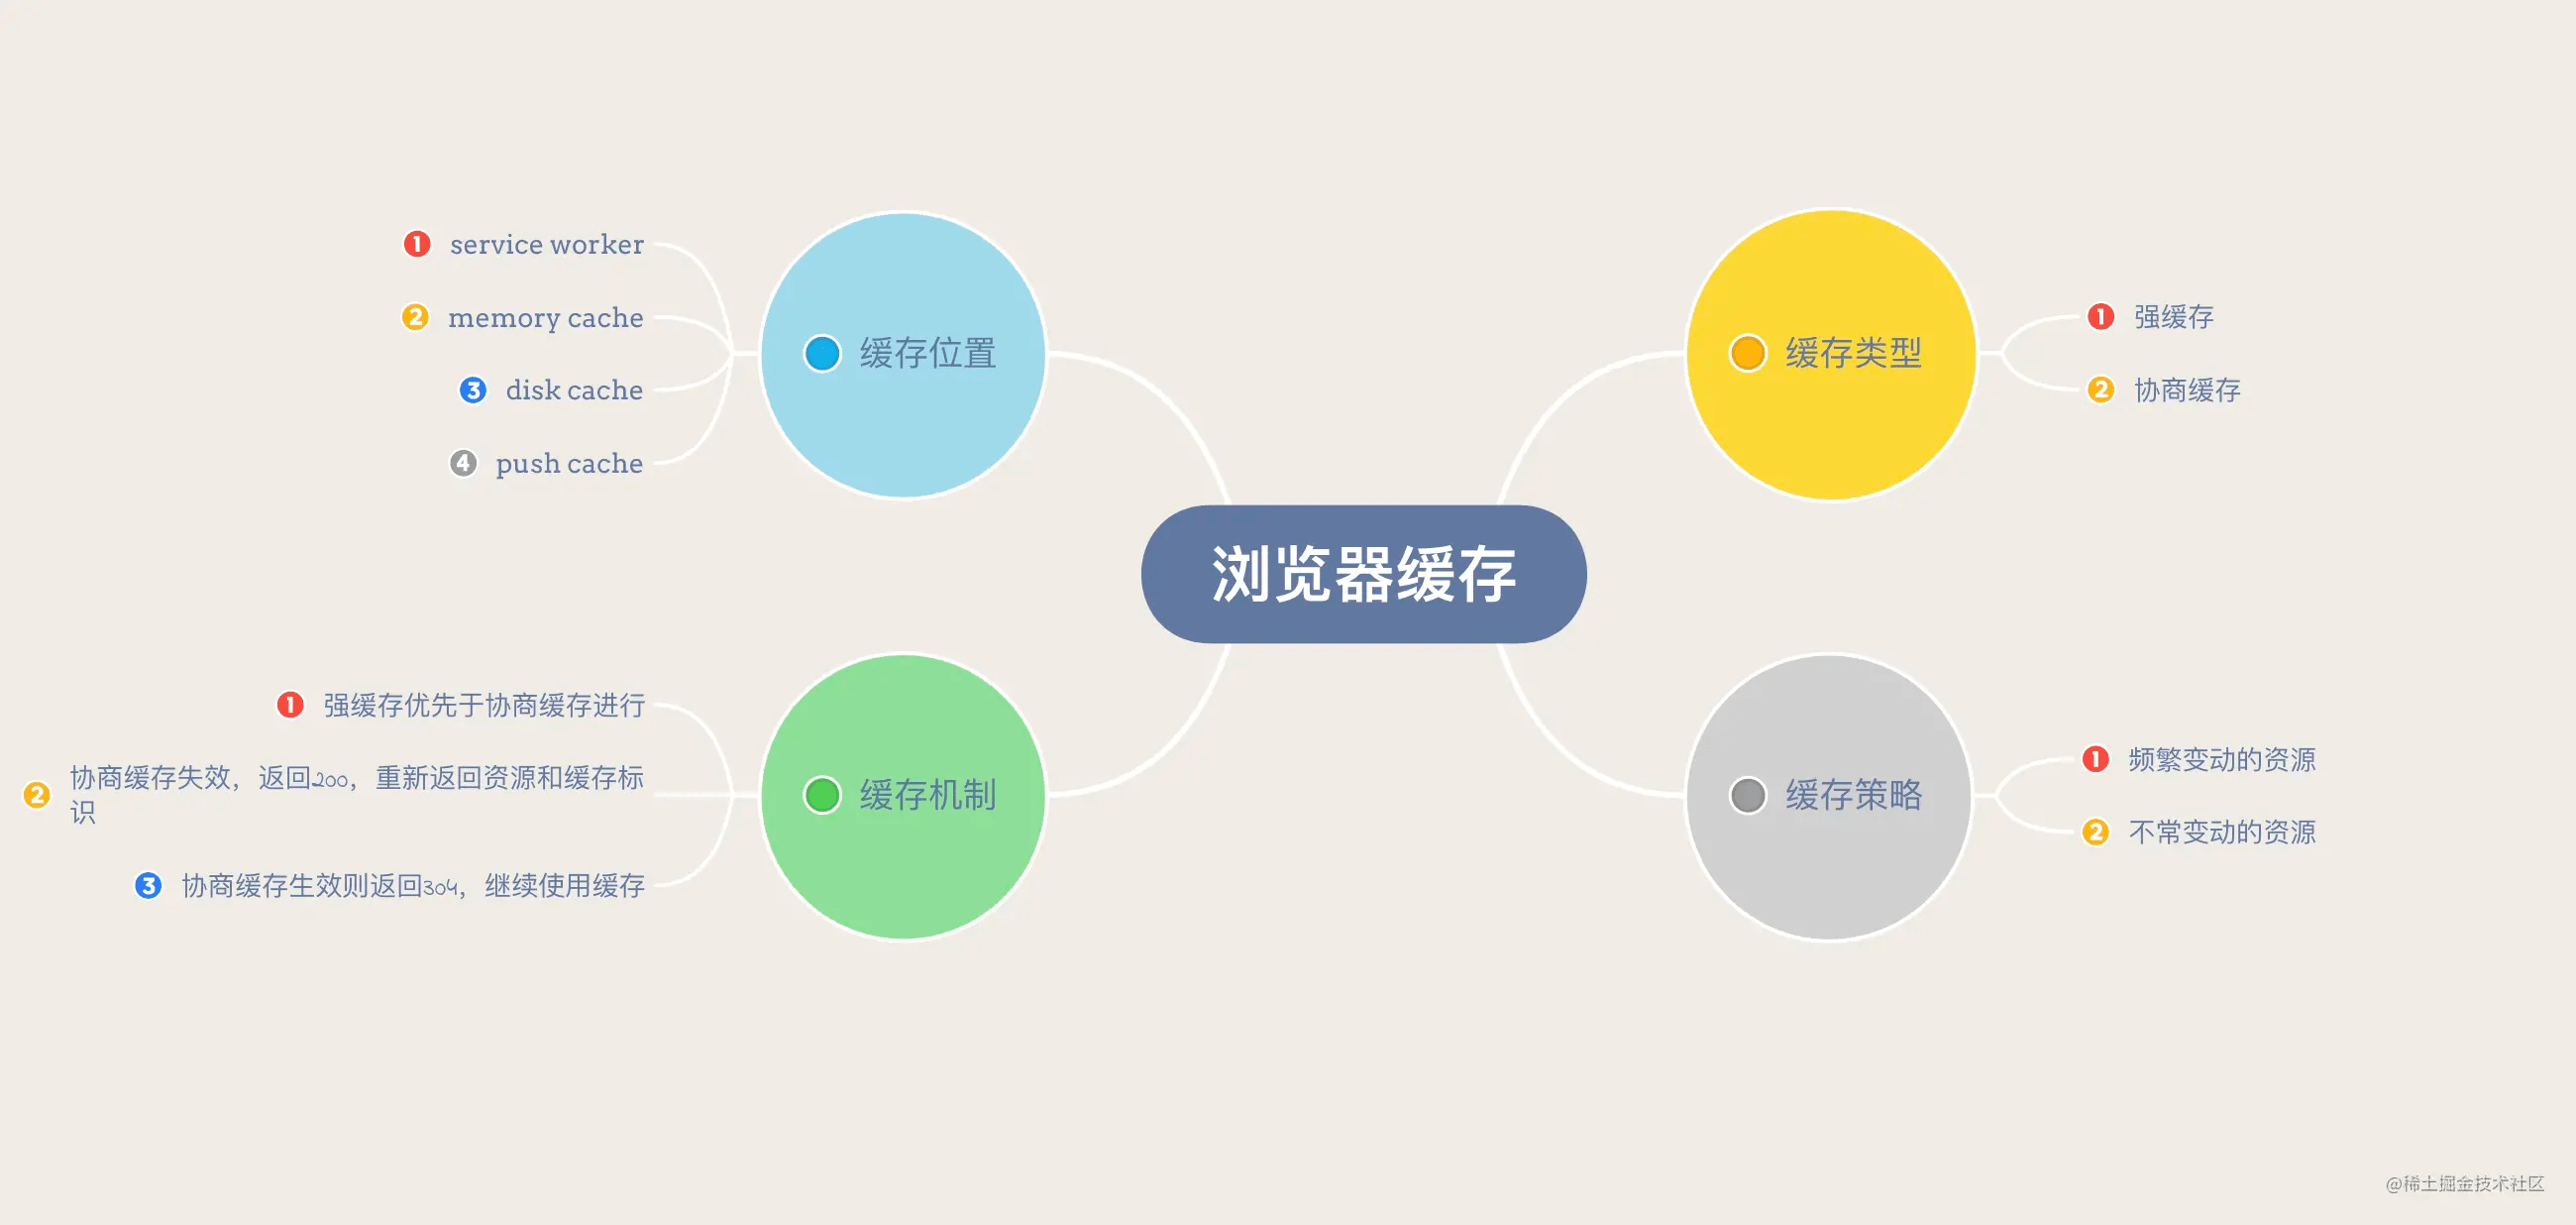 浏览器缓存
缓存位置
1 service worker
2 memory cache
3 disk cache
4 push cache
缓存类型
1 强缓存
2 协商缓存
缓存机制
1 强缓存优先于协商缓存进行
2 协商缓存失效，返回200，重新返回资源和缓存标
识
3 协商缓存生效则返回304，继续使用缓存
缓存策略
1 频繁变动的资源
2 不常变动的资源
@稀土掘金技术社区